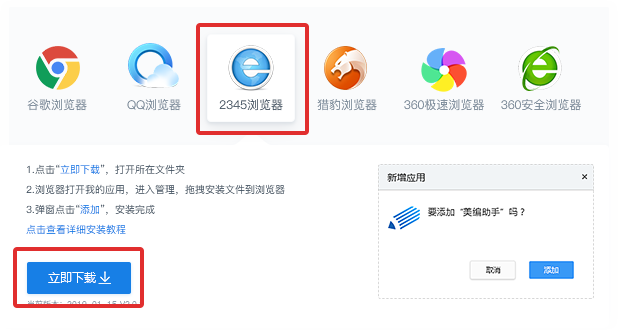 谷歌浏览器
QQ浏览器
2345浏览器
猎豹浏览器
360极速浏览器
360安全浏览器
1.点击“立即下载”，打开所在文件夹
2.浏览器打开我的应用，进入管理，拖拽安装文件到浏览器
3.弹窗点击“添加”，安装完成
点击查看详细安装教程
立即下载
新增应用
×
要添加“美编助手”吗？
取消
添加